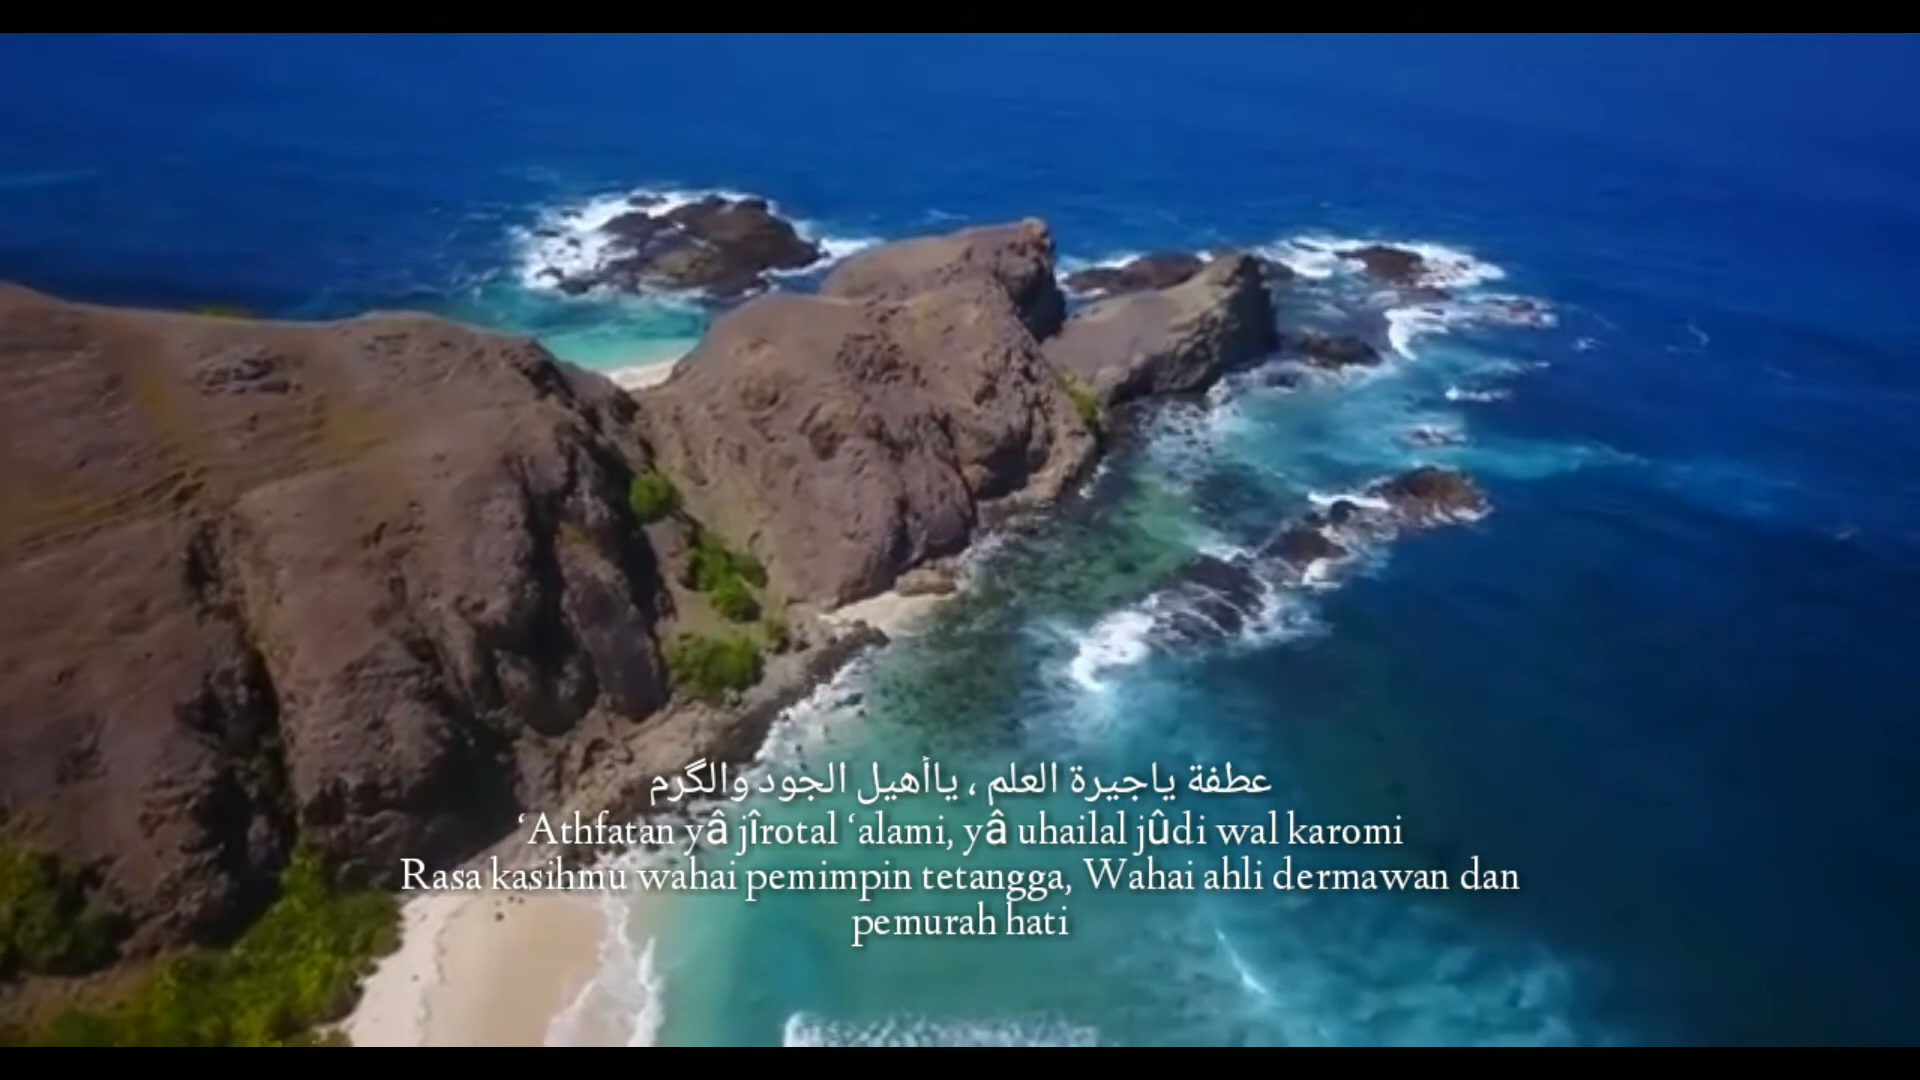 عطفة ياجيرة العلم ، ياأهيل الجود والگرم
‘Athfatan yâ jîrotal ‘alami, yâ uhailal jûdi wal karomi
Rasa kasihmu wahai pemimpin tetangga, Wahai ahli dermawan dan
pemurah hati